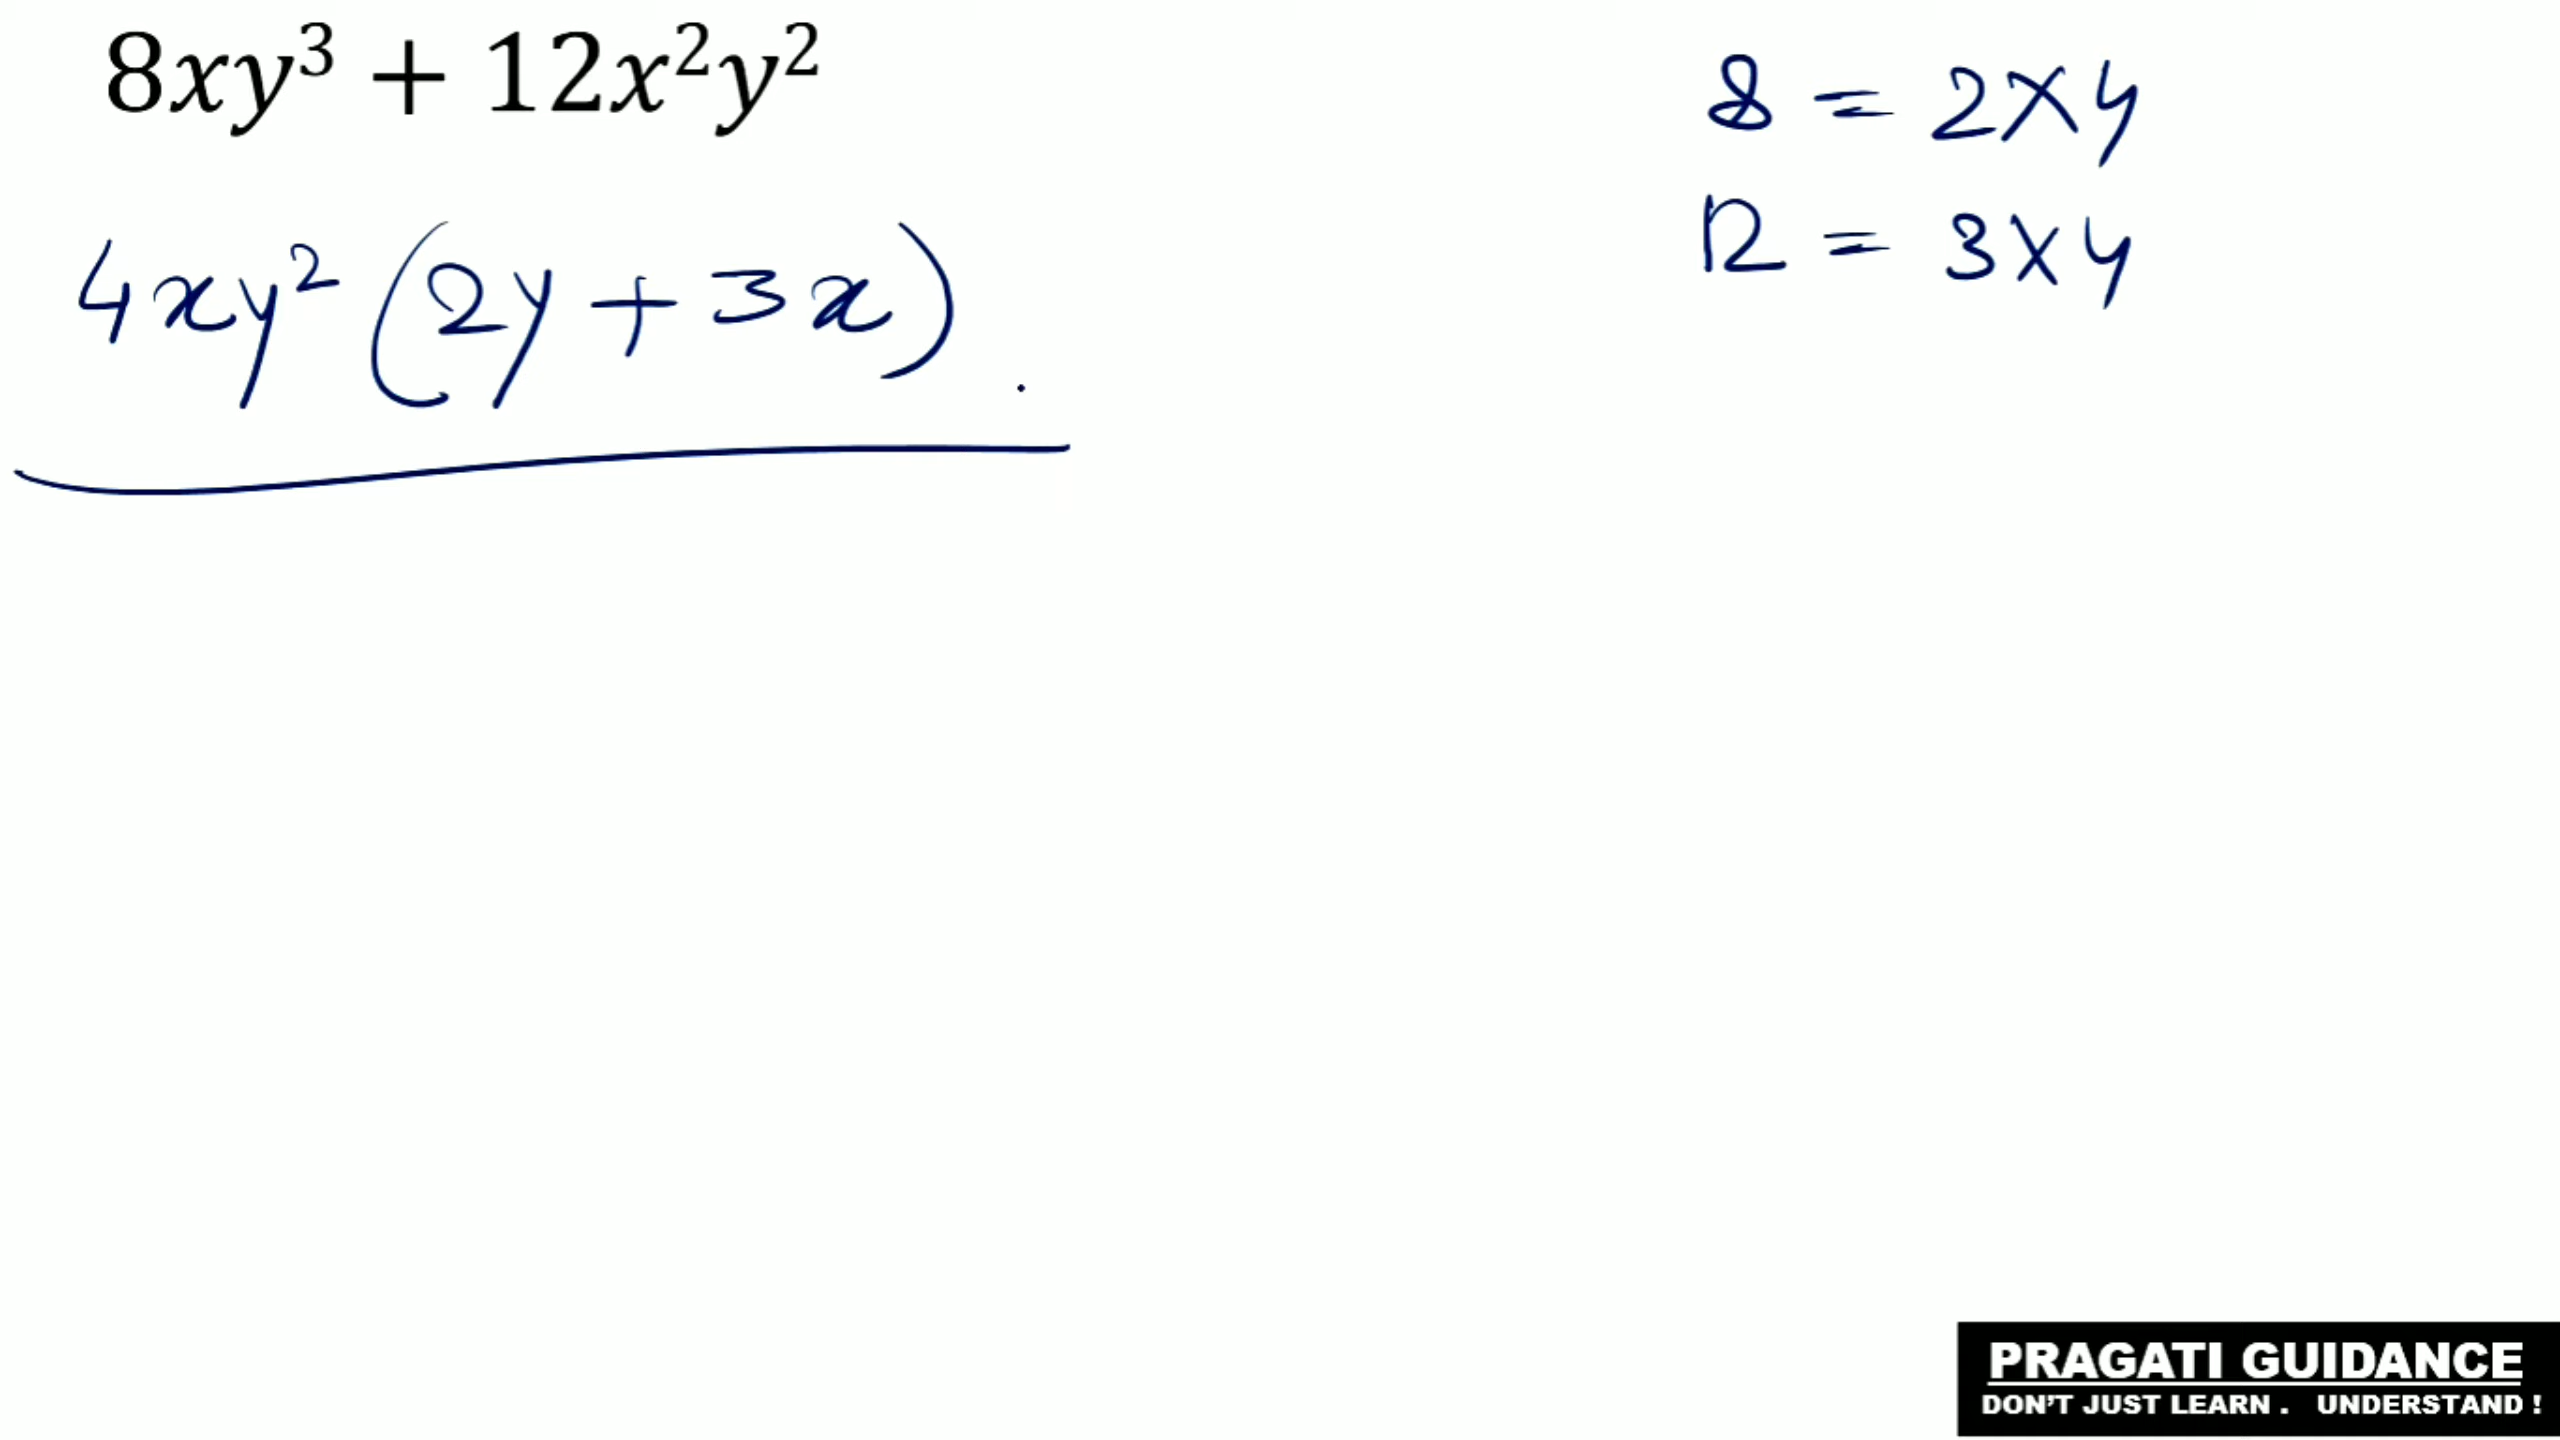 8xy³ + 12x²y²
4xy² (2y + 3x).
8 = 2 × 4
12 = 3 × 4
PRAGATI GUIDANCE
DON'T JUST LEARN . UNDERSTAND !